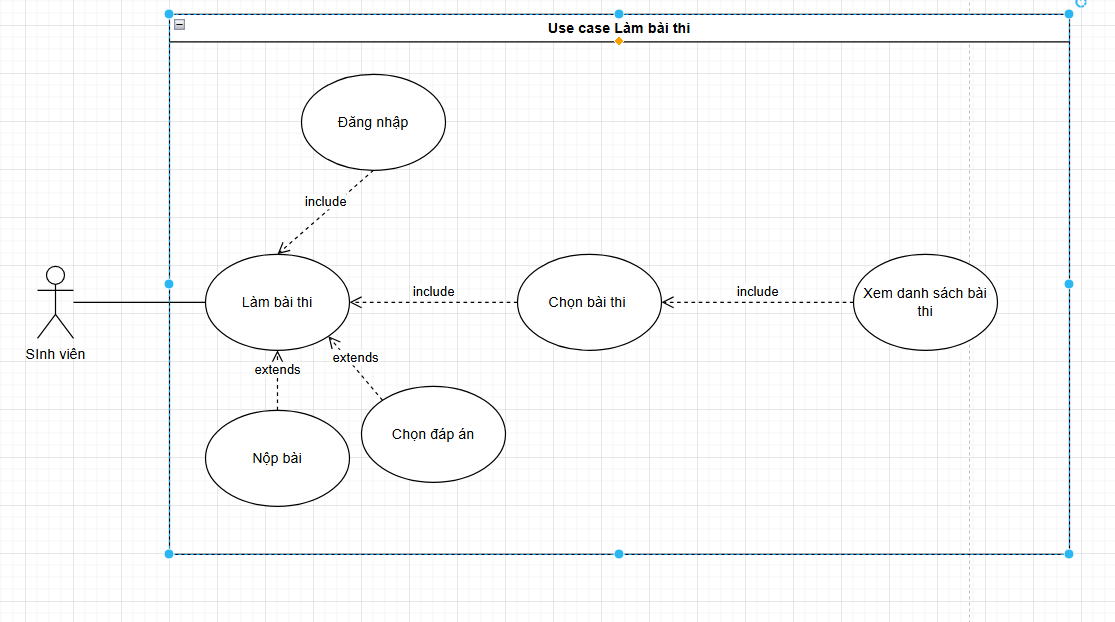 Use case Làm bài thi
Đăng nhập
include
Làm bài thi
include
Chọn bài thi
include
Xem danh sách bài
thi
SInh viên
extends
extends
Nộp bài
Chọn đáp án